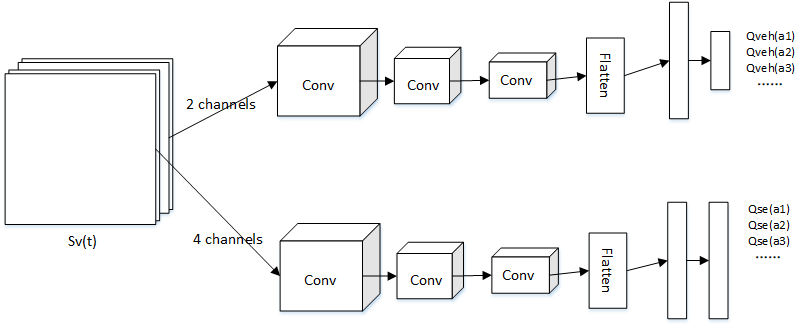 Sv(t)
2 channels
Conv
Conv
Conv
Flatten
Qveh(a1)
Qveh(a2)
Qveh(a3)
......
4 channels
Conv
Conv
Conv
Flatten
Qse(a1)
Qse(a2)
Qse(a3)
......